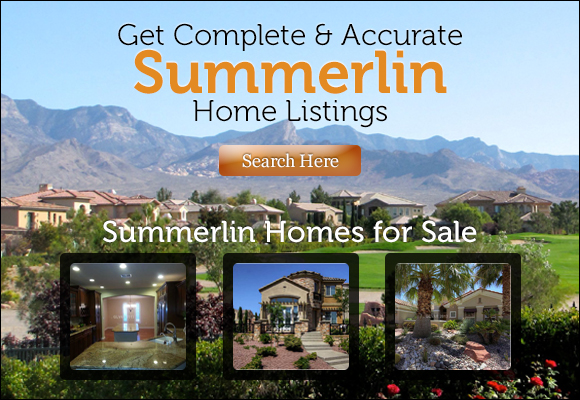 Get Complete & Accurate
Summerlin
Home Listings
Search Here
Summerlin Homes for Sale